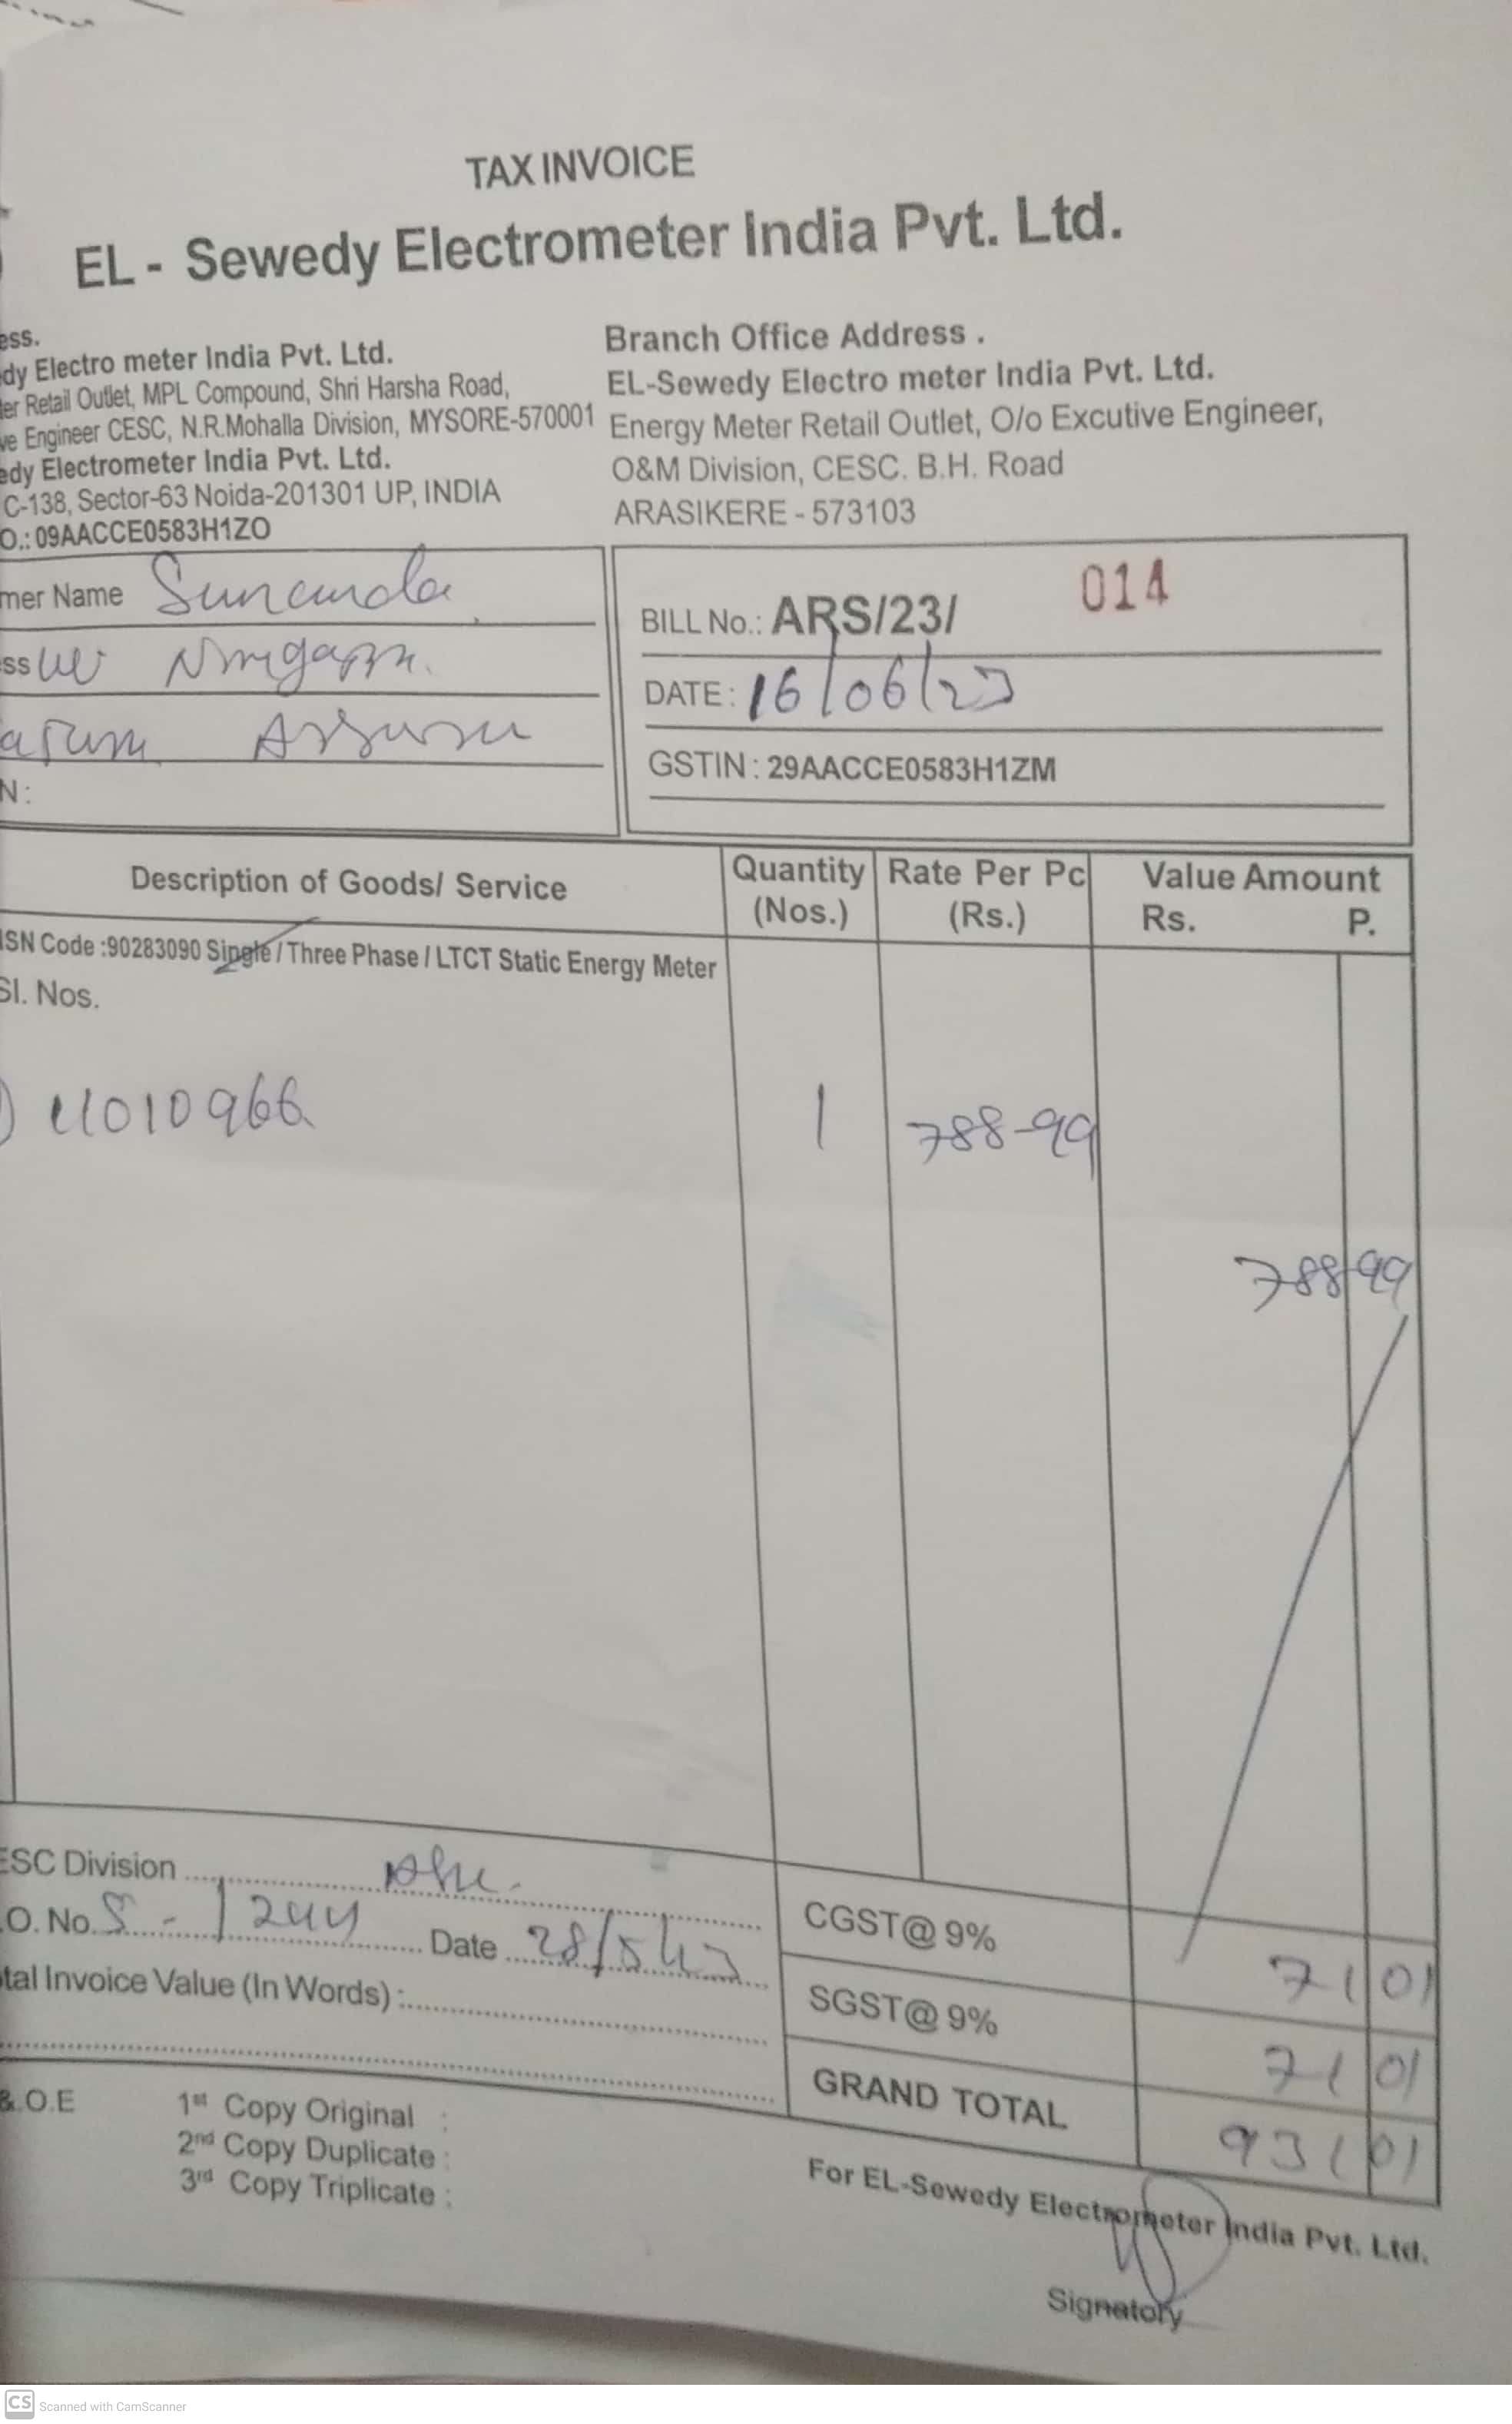 TAX INVOICE
EL - Sewedy Electrometer India Pvt. Ltd.
ess.
dy Electro meter India Pvt. Ltd.
er Retail Outlet, MPL Compound, Shri Harsha Road,
ve Engineer CESC, N.R.Mohalla Division, MYSORE-570001
edy Electrometer India Pvt. Ltd.
C-138, Sector-63 Noida-201301 UP, INDIA
O.: 09AACCE0583H1ZO
Branch Office Address .
EL-Sewedy Electro meter India Pvt. Ltd.
Energy Meter Retail Outlet, O/o Excutive Engineer,
O&M Division, CESC. B.H. Road
ARASIKERE - 573103
mer Name Sunanda
ss
N :
BILL No.: ARS/23/ 014
DATE : 16/06/23
GSTIN : 29AACCE0583H1ZM
Description of Goods/ Service Quantity (Nos.) Rate Per Pc (Rs.) Value Amount Rs. P.
ISN Code :90283090 Single / Three Phase / LTCT Static Energy Meter
Sl. Nos.
) 11010966 1 788-99
788 99
ESC Division
.O. No. S - 1244 Date
tal Invoice Value (In Words) :
CGST@ 9% 71 01
SGST@ 9% 71 01
GRAND TOTAL 931 01
&.O.E
1st Copy Original :
2nd Copy Duplicate :
3rd Copy Triplicate :
For EL-Sewedy Electrometer India Pvt. Ltd.
Signatory
CS Scanned with CamScanner